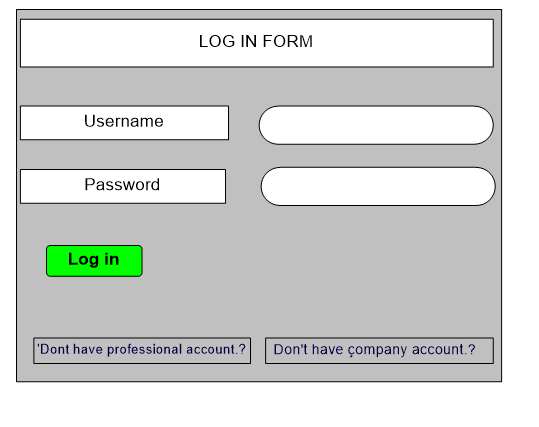 LOG IN FORM
Username
Password
Log in
'Dont have professional account.?
Don't have çompany account.?